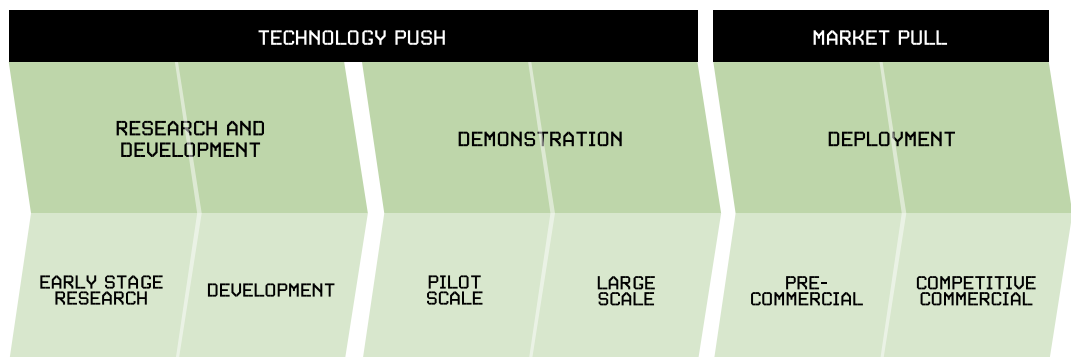 TECHNOLOGY PUSH
MARKET PULL
RESEARCH AND
DEVELOPMENT
DEMONSTRATION
DEPLOYMENT
EARLY STAGE
RESEARCH
DEVELOPMENT
PILOT
SCALE
LARGE
SCALE
PRE-
COMMERCIAL
COMPETITIVE
COMMERCIAL